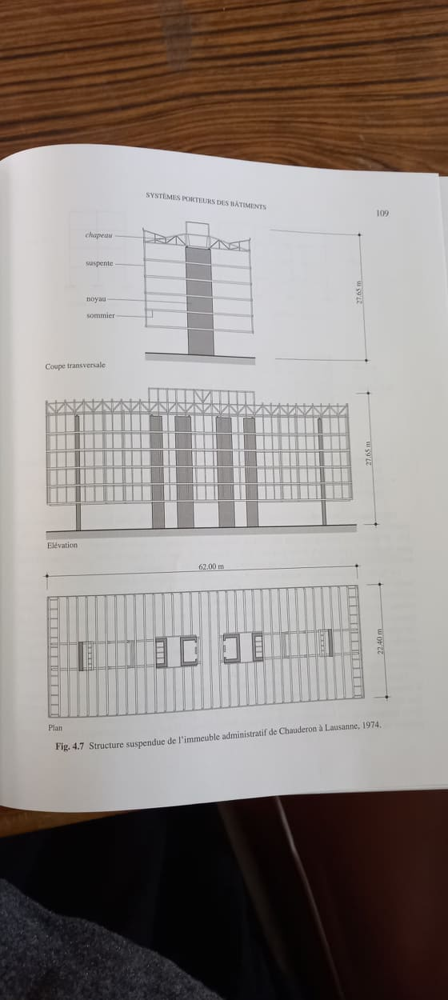 SYSTÈMES PORTEURS DES BÂTIMENTS
109
chapeau
suspente
noyau
sommier
27.65 m
Coupe transversale
27.65 m
Elévation
62.00 m
22.40 m
Plan
Fig. 4.7 Structure suspendue de l'immeuble administratif de Chauderon à Lausanne, 1974.